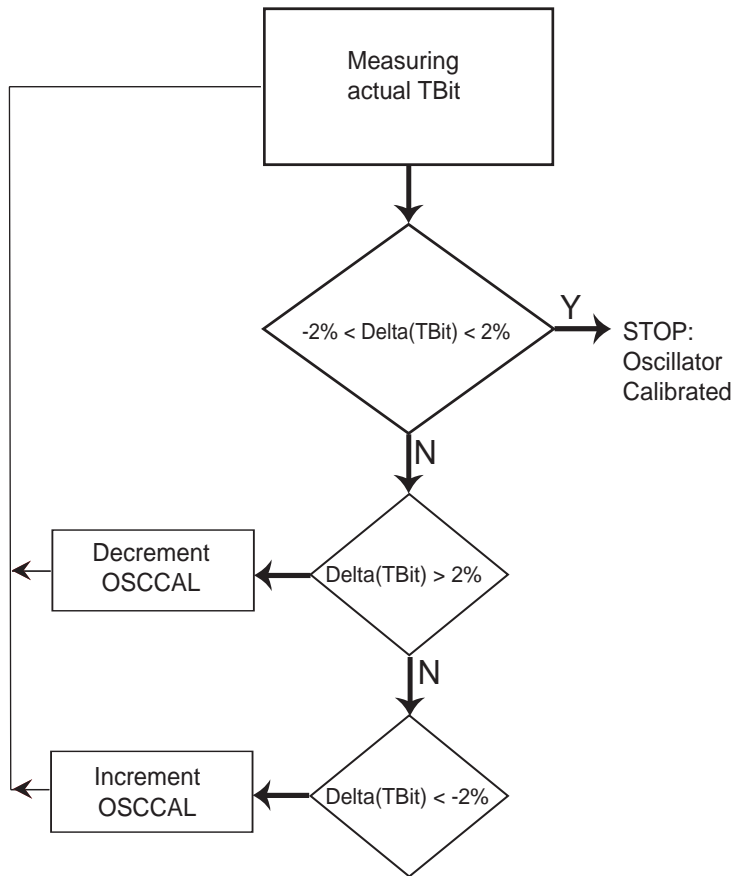 Measuring
actual TBit
-2% < Delta(TBit) < 2%
Y
STOP:
Oscillator
Calibrated
N
Decrement
OSCCAL
Delta(TBit) > 2%
N
Increment
OSCCAL
Delta(TBit) < -2%